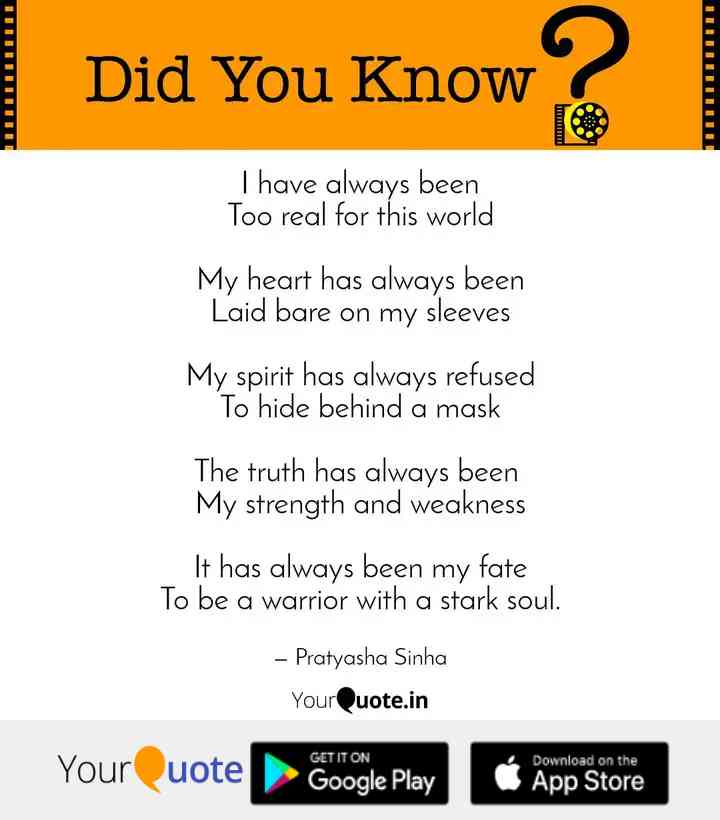 Did You Know?
I have always been
Too real for this world
My heart has always been
Laid bare on my sleeves
My spirit has always refused
To hide behind a mask
The truth has always been
My strength and weakness
It has always been my fate
To be a warrior with a stark soul.
– Pratyasha Sinha
YourQuote.in
YourQuote
GET IT ON
Google Play
Download on the
App Store